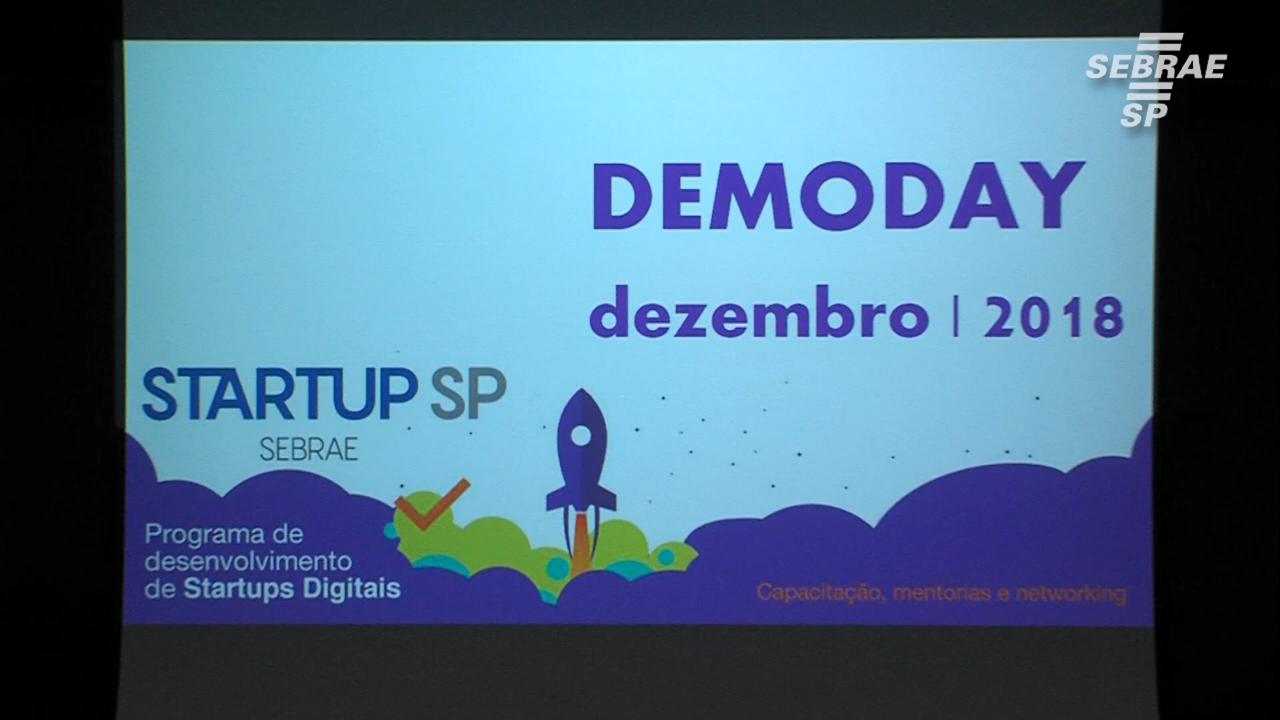 SEBRAE
SP
DEMODAY
dezembro | 2018
STARTUP SP
SEBRAE
Programa de
desenvolvimento
de Startups Digitais
Capacitação, mentorias e networking